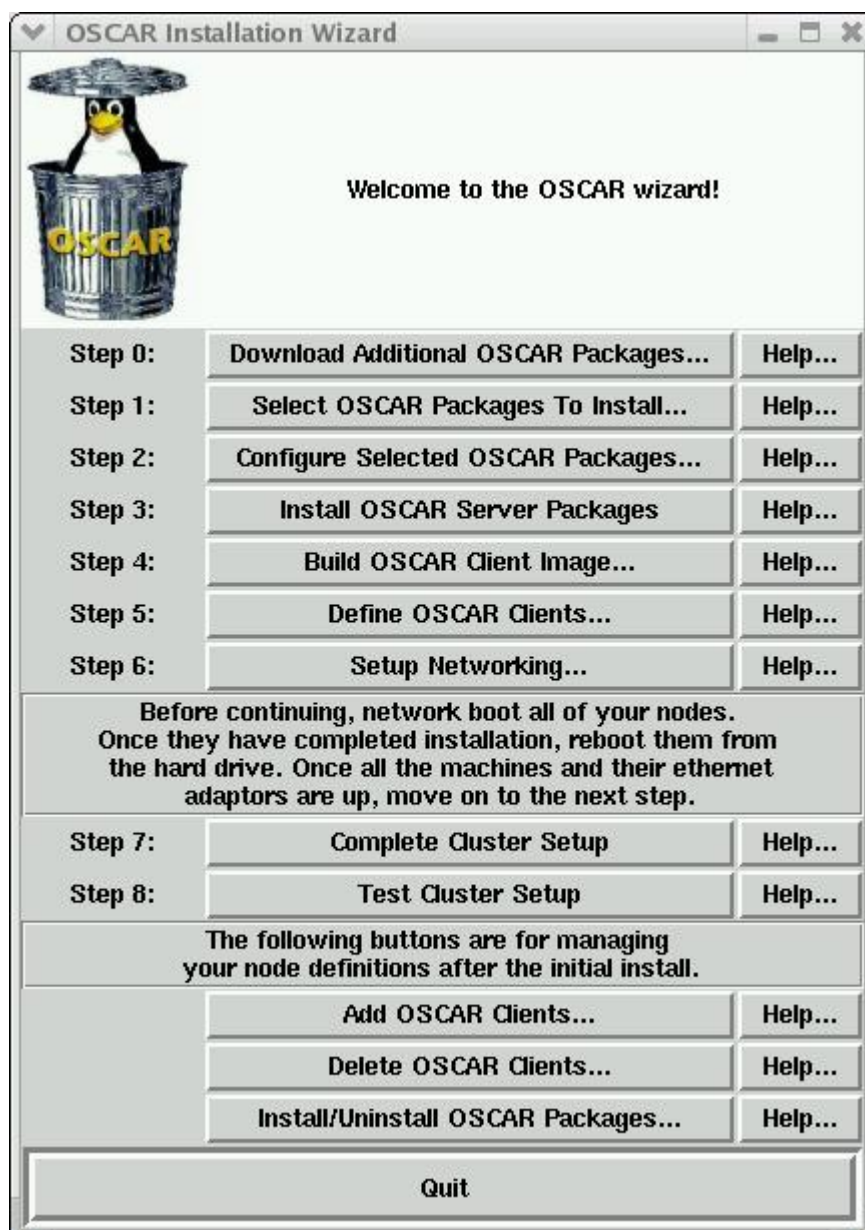 OSCAR Installation Wizard
OSCAR
Welcome to the OSCAR wizard!
Step 0: Download Additional OSCAR Packages... Help...
Step 1: Select OSCAR Packages To Install... Help...
Step 2: Configure Selected OSCAR Packages... Help...
Step 3: Install OSCAR Server Packages Help...
Step 4: Build OSCAR Client Image... Help...
Step 5: Define OSCAR Clients... Help...
Step 6: Setup Networking... Help...
Before continuing, network boot all of your nodes.
Once they have completed installation, reboot them from
the hard drive. Once all the machines and their ethernet
adaptors are up, move on to the next step.
Step 7: Complete Cluster Setup Help...
Step 8: Test Cluster Setup Help...
The following buttons are for managing
your node definitions after the initial install.
Add OSCAR Clients... Help...
Delete OSCAR Clients... Help...
Install/Uninstall OSCAR Packages... Help...
Quit